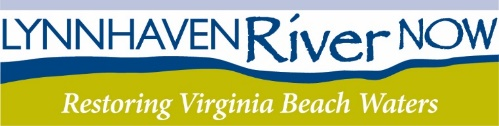 LYNNHAVEN River NOW
Restoring Virginia Beach Waters